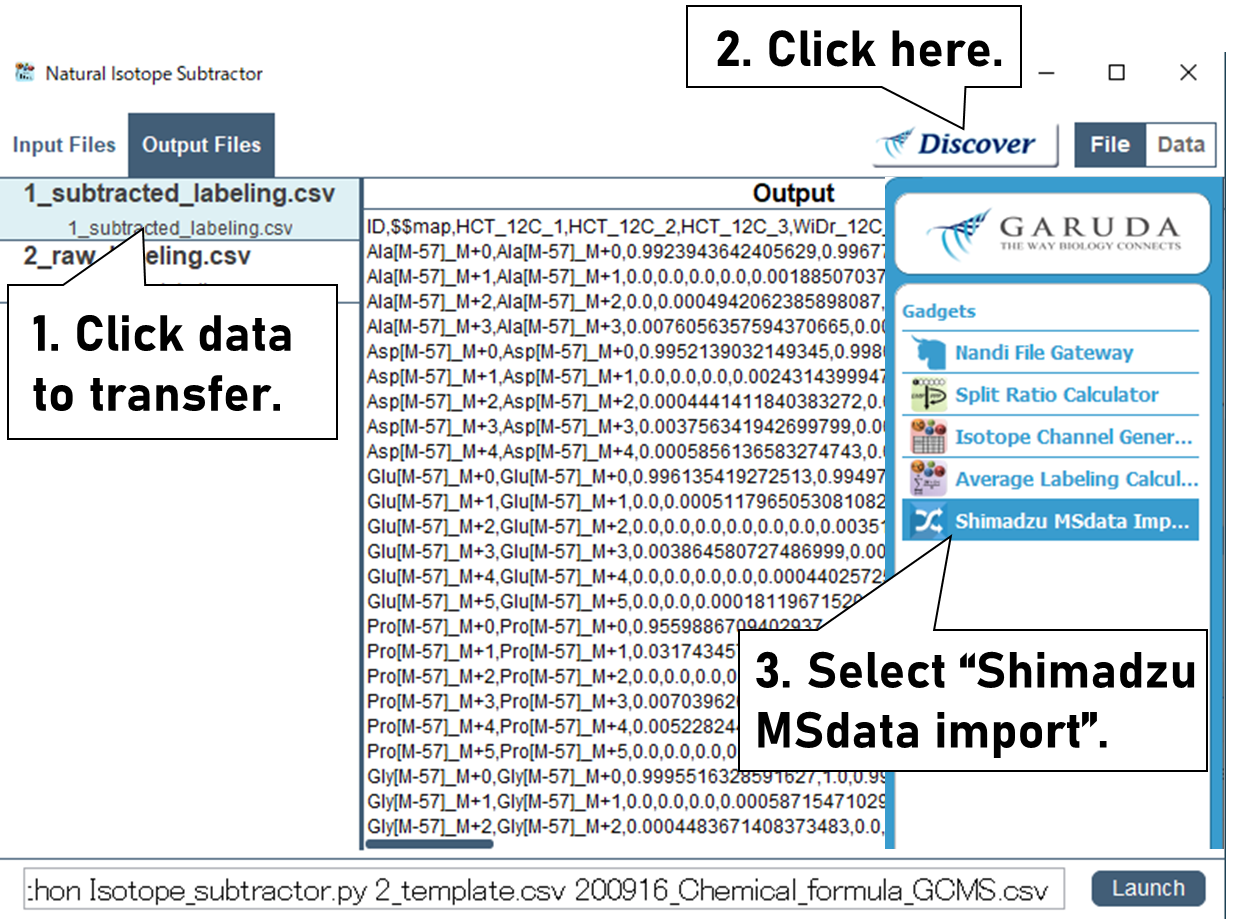 2. Click here.
Natural Isotope Subtractor
Input Files
Output Files
Discover
File
Data
1_subtracted_labeling.csv
1_subtracted_labeling.csv
2_raw eling.csv
1. Click data
to transfer.
Output
ID,$$map,HCT_12C_1,HCT_12C_2,HCT_12C_3,WiDr_12C_
Ala[M-57]_M+0,Ala[M-57]_M+0,0.9923943642405629,0.9967
Ala[M-57]_M+1,Ala[M-57]_M+1,0.0,0.0,0.0,0.0,0.00188507037
Ala[M-57]_M+2,Ala[M-57]_M+2,0.0,0.0004942062385898087,
Ala[M-57]_M+3,Ala[M-57]_M+3,0.0076056357594370665,0.00
Asp[M-57]_M+0,Asp[M-57]_M+0,0.9952139032149345,0.998
Asp[M-57]_M+1,Asp[M-57]_M+1,0.0,0.0,0.0,0.0024314399947
Asp[M-57]_M+2,Asp[M-57]_M+2,0.00044141184038327­2,0.
Asp[M-57]_M+3,Asp[M-57]_M+3,0.003756341942699799,0.0
Asp[M-57]_M+4,Asp[M-57]_M+4,0.0005856136583274743,0.
Glu[M-57]_M+0,Glu[M-57]_M+0,0.996135419272513,0.99497
Glu[M-57]_M+1,Glu[M-57]_M+1,0.0,0.0005117965053081082
Glu[M-57]_M+2,Glu[M-57]_M+2,0.0,0.0,0.0,0.0,0.0,0.0,0.0035
Glu[M-57]_M+3,Glu[M-57]_M+3,0.003864580727486999,0.00
Glu[M-57]_M+4,Glu[M-57]_M+4,0.0,0.0,0.0,0.0,0.0004402572
Glu[M-57]_M+5,Glu[M-57]_M+5,0.0,0.0,0.0001811967152
Pro[M-57]_M+0,Pro[M-57]_M+0,0.9559886709402937
Pro[M-57]_M+1,Pro[M-57]_M+1,0.03174345
Pro[M-57]_M+2,Pro[M-57]_M+2,0.0,0.0,0.0,0
Pro[M-57]_M+3,Pro[M-57]_M+3,0.00703962
Pro[M-57]_M+4,Pro[M-57]_M+4,0.00522824
Pro[M-57]_M+5,Pro[M-57]_M+5,0.0,0.0,0.0,0
Gly[M-57]_M+0,Gly[M-57]_M+0,0.9995516328591627,1.0,0.99
Gly[M-57]_M+1,Gly[M-57]_M+1,0.0,0.0,0.0,0.00058715471029
Gly[M-57]_M+2,Gly[M-57]_M+2,0.0004483671408373483,0.0,
GARUDA
THE WAY BIOLOGY CONNECTS
Gadgets
Nandi File Gateway
Split Ratio Calculator
Isotope Channel Gener...
Average Labeling Calcul...
Shimadzu MSdata Imp...
3. Select “Shimadzu
MSdata import”.
:hon Isotope_subtractor.py 2_template.csv 200916_Chemical_formula_GCMS.csv
Launch